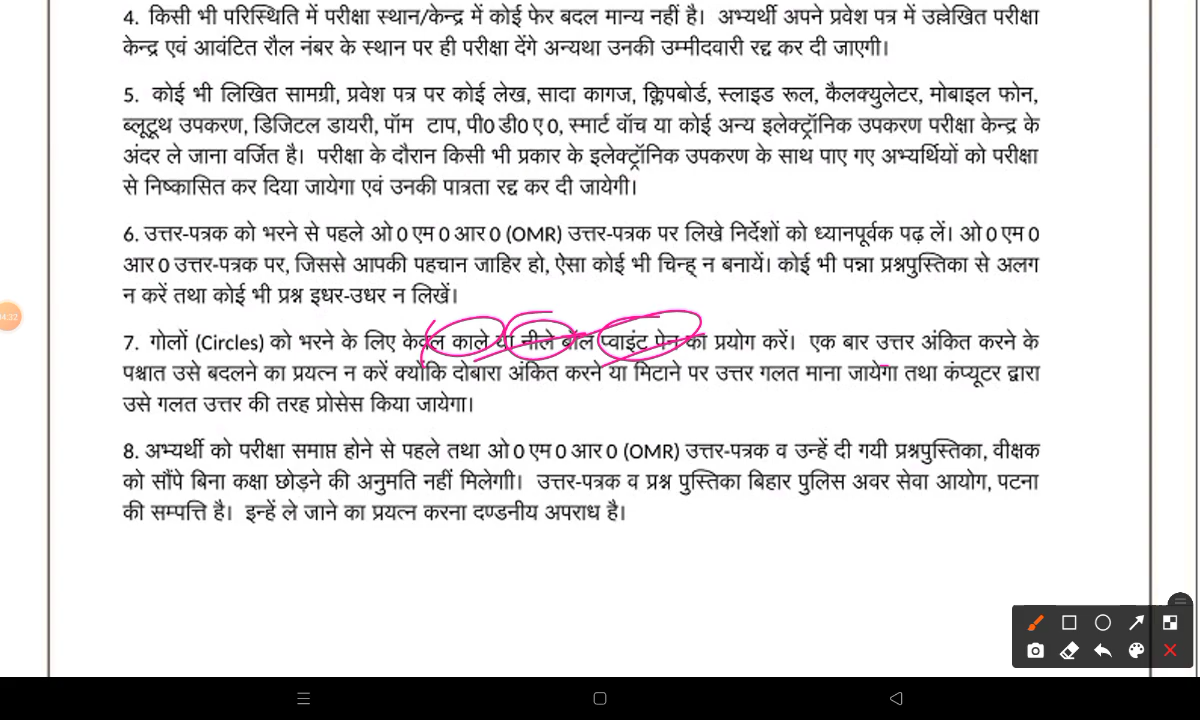 4. किसी भी परिस्थिति में परीक्षा स्थान/केन्द्र में कोई फेर बदल मान्य नहीं है। अभ्यर्थी अपने प्रवेश पत्र में उल्लेखित परीक्षा
केन्द्र एवं आवंटित रौल नंबर के स्थान पर ही परीक्षा देंगे अन्यथा उनकी उम्मीदवारी रद्द कर दी जाएगी।
5. कोई भी लिखित सामग्री, प्रवेश पत्र पर कोई लेख, सादा कागज, क्लिपबोर्ड, स्लाइड रूल, कैलक्युलेटर, मोबाइल फोन,
ब्लूटूथ उपकरण, डिजिटल डायरी, पॉम टाप, पी0 डी0 ए 0, स्मार्ट वॉच या कोई अन्य इलेक्ट्रॉनिक उपकरण परीक्षा केन्द्र के
अंदर ले जाना वर्जित है। परीक्षा के दौरान किसी भी प्रकार के इलेक्ट्रॉनिक उपकरण के साथ पाए गए अभ्यर्थियों को परीक्षा
से निष्कासित कर दिया जायेगा एवं उनकी पात्रता रद्द कर दी जायेगी।
6. उत्तर-पत्रक को भरने से पहले ओ 0 एम 0 आर 0 (OMR) उत्तर-पत्रक पर लिखे निर्देशों को ध्यानपूर्वक पढ़ लें। ओ 0 एम 0
आर 0 उत्तर-पत्रक पर, जिससे आपकी पहचान जाहिर हो, ऐसा कोई भी चिन्ह् न बनायें। कोई भी पन्ना प्रश्नपुस्तिका से अलग
न करें तथा कोई भी प्रश्न इधर-उधर न लिखें।
7. गोलों (Circles) को भरने के लिए केवल काले या नीले बॉल प्वाइंट पेन का प्रयोग करें। एक बार उत्तर अंकित करने के
पश्चात उसे बदलने का प्रयत्न न करें क्योंकि दोबारा अंकित करने या मिटाने पर उत्तर गलत माना जायेगा तथा कंप्यूटर द्वारा
उसे गलत उत्तर की तरह प्रोसेस किया जायेगा।
8. अभ्यर्थी को परीक्षा समाप्त होने से पहले तथा ओ 0 एम 0 आर 0 (OMR) उत्तर-पत्रक व उन्हें दी गयी प्रश्नपुस्तिका, वीक्षक
को सौंपे बिना कक्षा छोड़ने की अनुमति नहीं मिलेगाी। उत्तर-पत्रक व प्रश्न पुस्तिका बिहार पुलिस अवर सेवा आयोग, पटना
की सम्पत्ति है। इन्हें ले जाने का प्रयत्न करना दण्डनीय अपराध है।